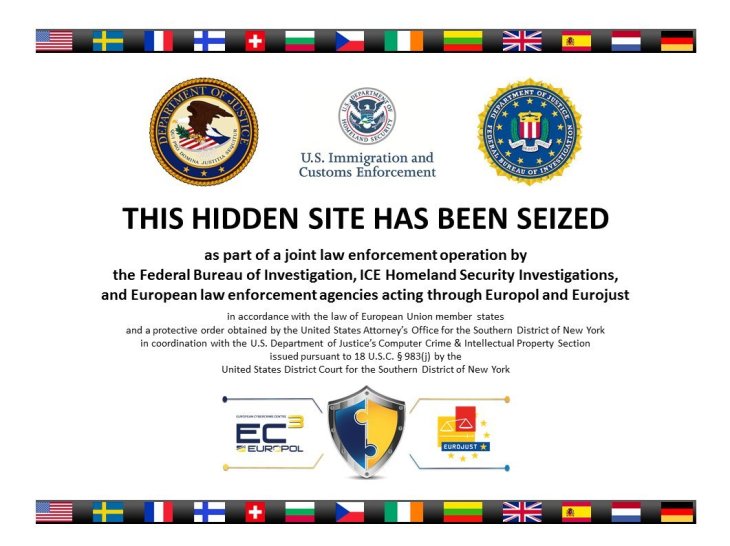 DEPARTMENT OF JUSTICE
QUI PRO DOMINA JUSTITIA SEQUITUR
U.S. DEPARTMENT OF
HOMELAND SECURITY
DEPARTMENT OF JUSTICE
FEDERAL BUREAU OF INVESTIGATION
U.S. Immigration and
Customs Enforcement
THIS HIDDEN SITE HAS BEEN SEIZED
as part of a joint law enforcement operation by
the Federal Bureau of Investigation, ICE Homeland Security Investigations,
and European law enforcement agencies acting through Europol and Eurojust
in accordance with the law of European Union member states
and a protective order obtained by the United States Attorney’s Office for the Southern District of New York
in coordination with the U.S. Department of Justice’s Computer Crime & Intellectual Property Section
issued pursuant to 18 U.S.C. § 983(j) by the
United States District Court for the Southern District of New York
EUROPEAN CYBERCRIME CENTRE
EC3
EUROPOL
EUROJUST